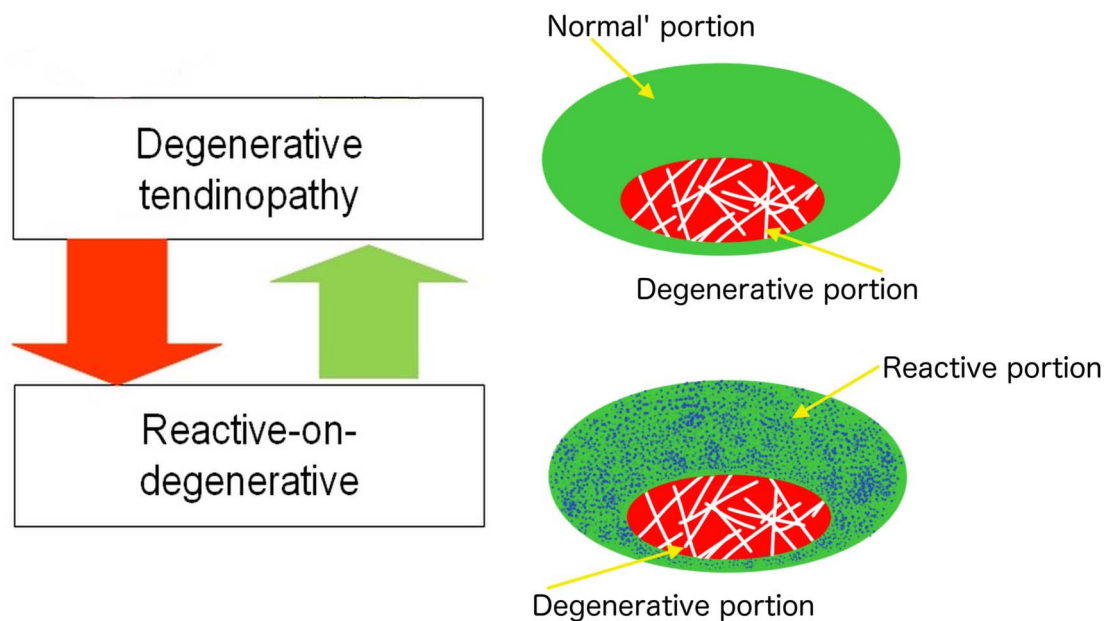 Normal' portion
Degenerative
tendinopathy
Degenerative portion
Reactive portion
Reactive-on-
degenerative
Degenerative portion